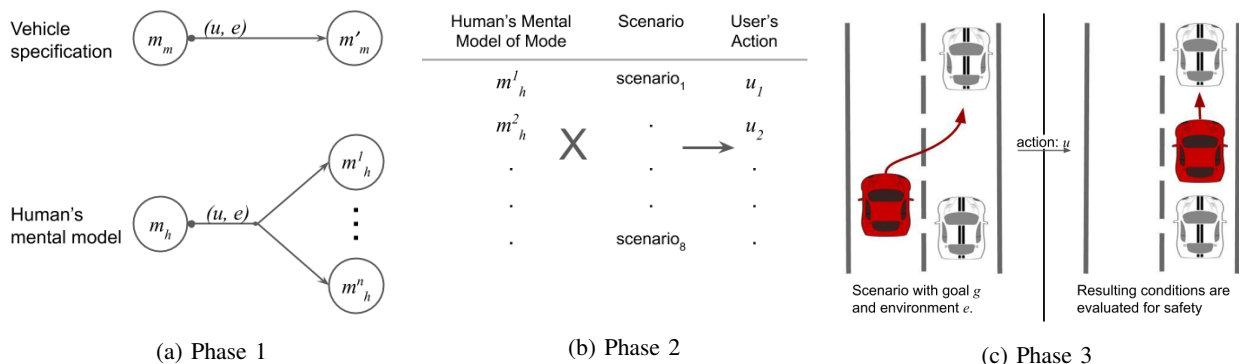 Vehicle
specification
m_m
(u, e)
m'_m
Human's
mental model
m_h
(u, e)
m^1_h
m^n_h
(a) Phase 1
Human's Mental
Model of Mode
Scenario
User's
Action
m^1_h
scenario_1
u_1
m^2_h
X
.
u_2
.
.
.
.
.
.
.
scenario_8
.
(b) Phase 2
action: u
Scenario with goal g
and environment e.
Resulting conditions are
evaluated for safety
(c) Phase 3